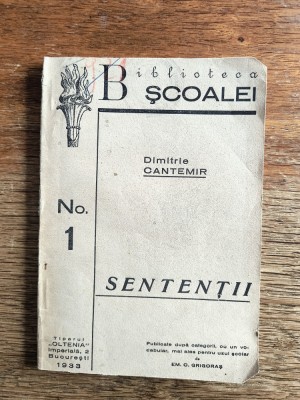 Biblioteca
ȘCOALEI
Dimitrie
CANTEMIR
No.
1
SENTENȚII
Publicate după categorii, cu un vo-
cabular, mai ales pentru uzul școlar
de
EM. C. GRIGORAȘ
Tiparul
„OLTENIA”
Imperială, 2
București
1933